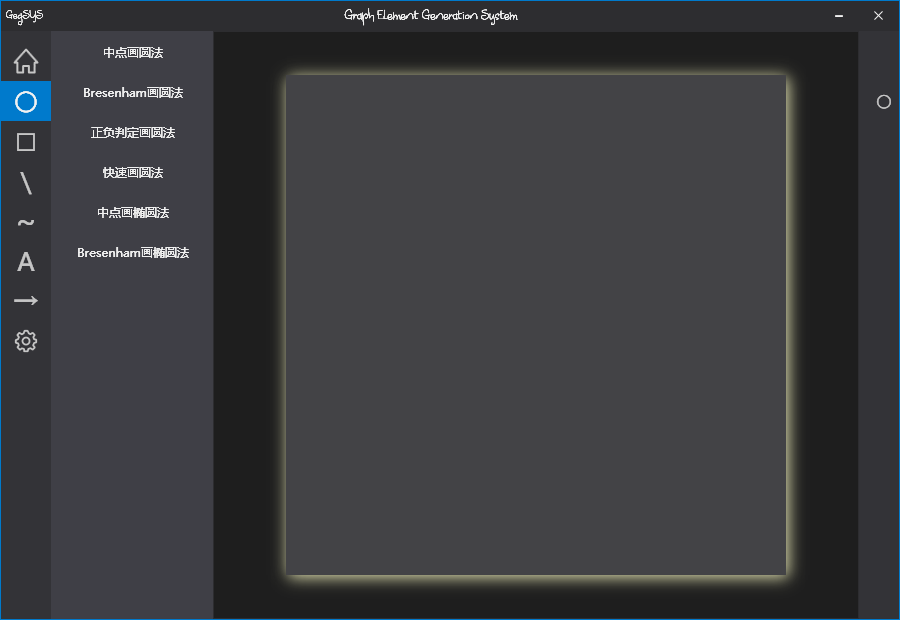 GegSYS
Graph Element Generation System
中点画圆法
Bresenham画圆法
正负判定画圆法
快速画圆法
中点画椭圆法
Bresenham画椭圆法
A